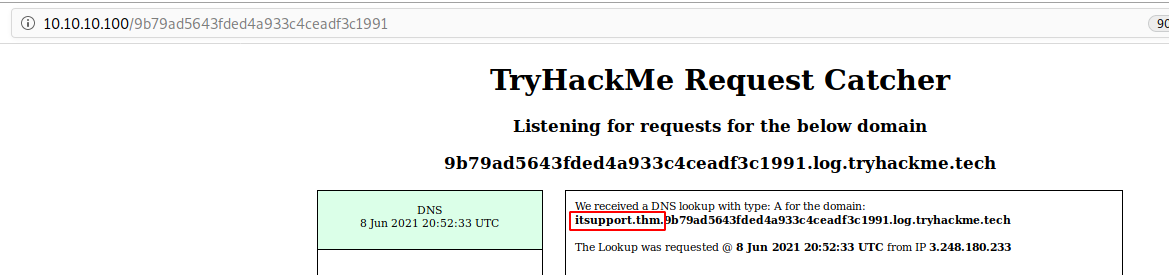 10.10.10.100/9b79ad5643fded4a933c4ceadf3c1991
90
TryHackMe Request Catcher
Listening for requests for the below domain
9b79ad5643fded4a933c4ceadf3c1991.log.tryhackme.tech
DNS
8 Jun 2021 20:52:33 UTC
We received a DNS lookup with type: A for the domain:
itsupport.thm.9b79ad5643fded4a933c4ceadf3c1991.log.tryhackme.tech
The Lookup was requested @ 8 Jun 2021 20:52:33 UTC from IP 3.248.180.233